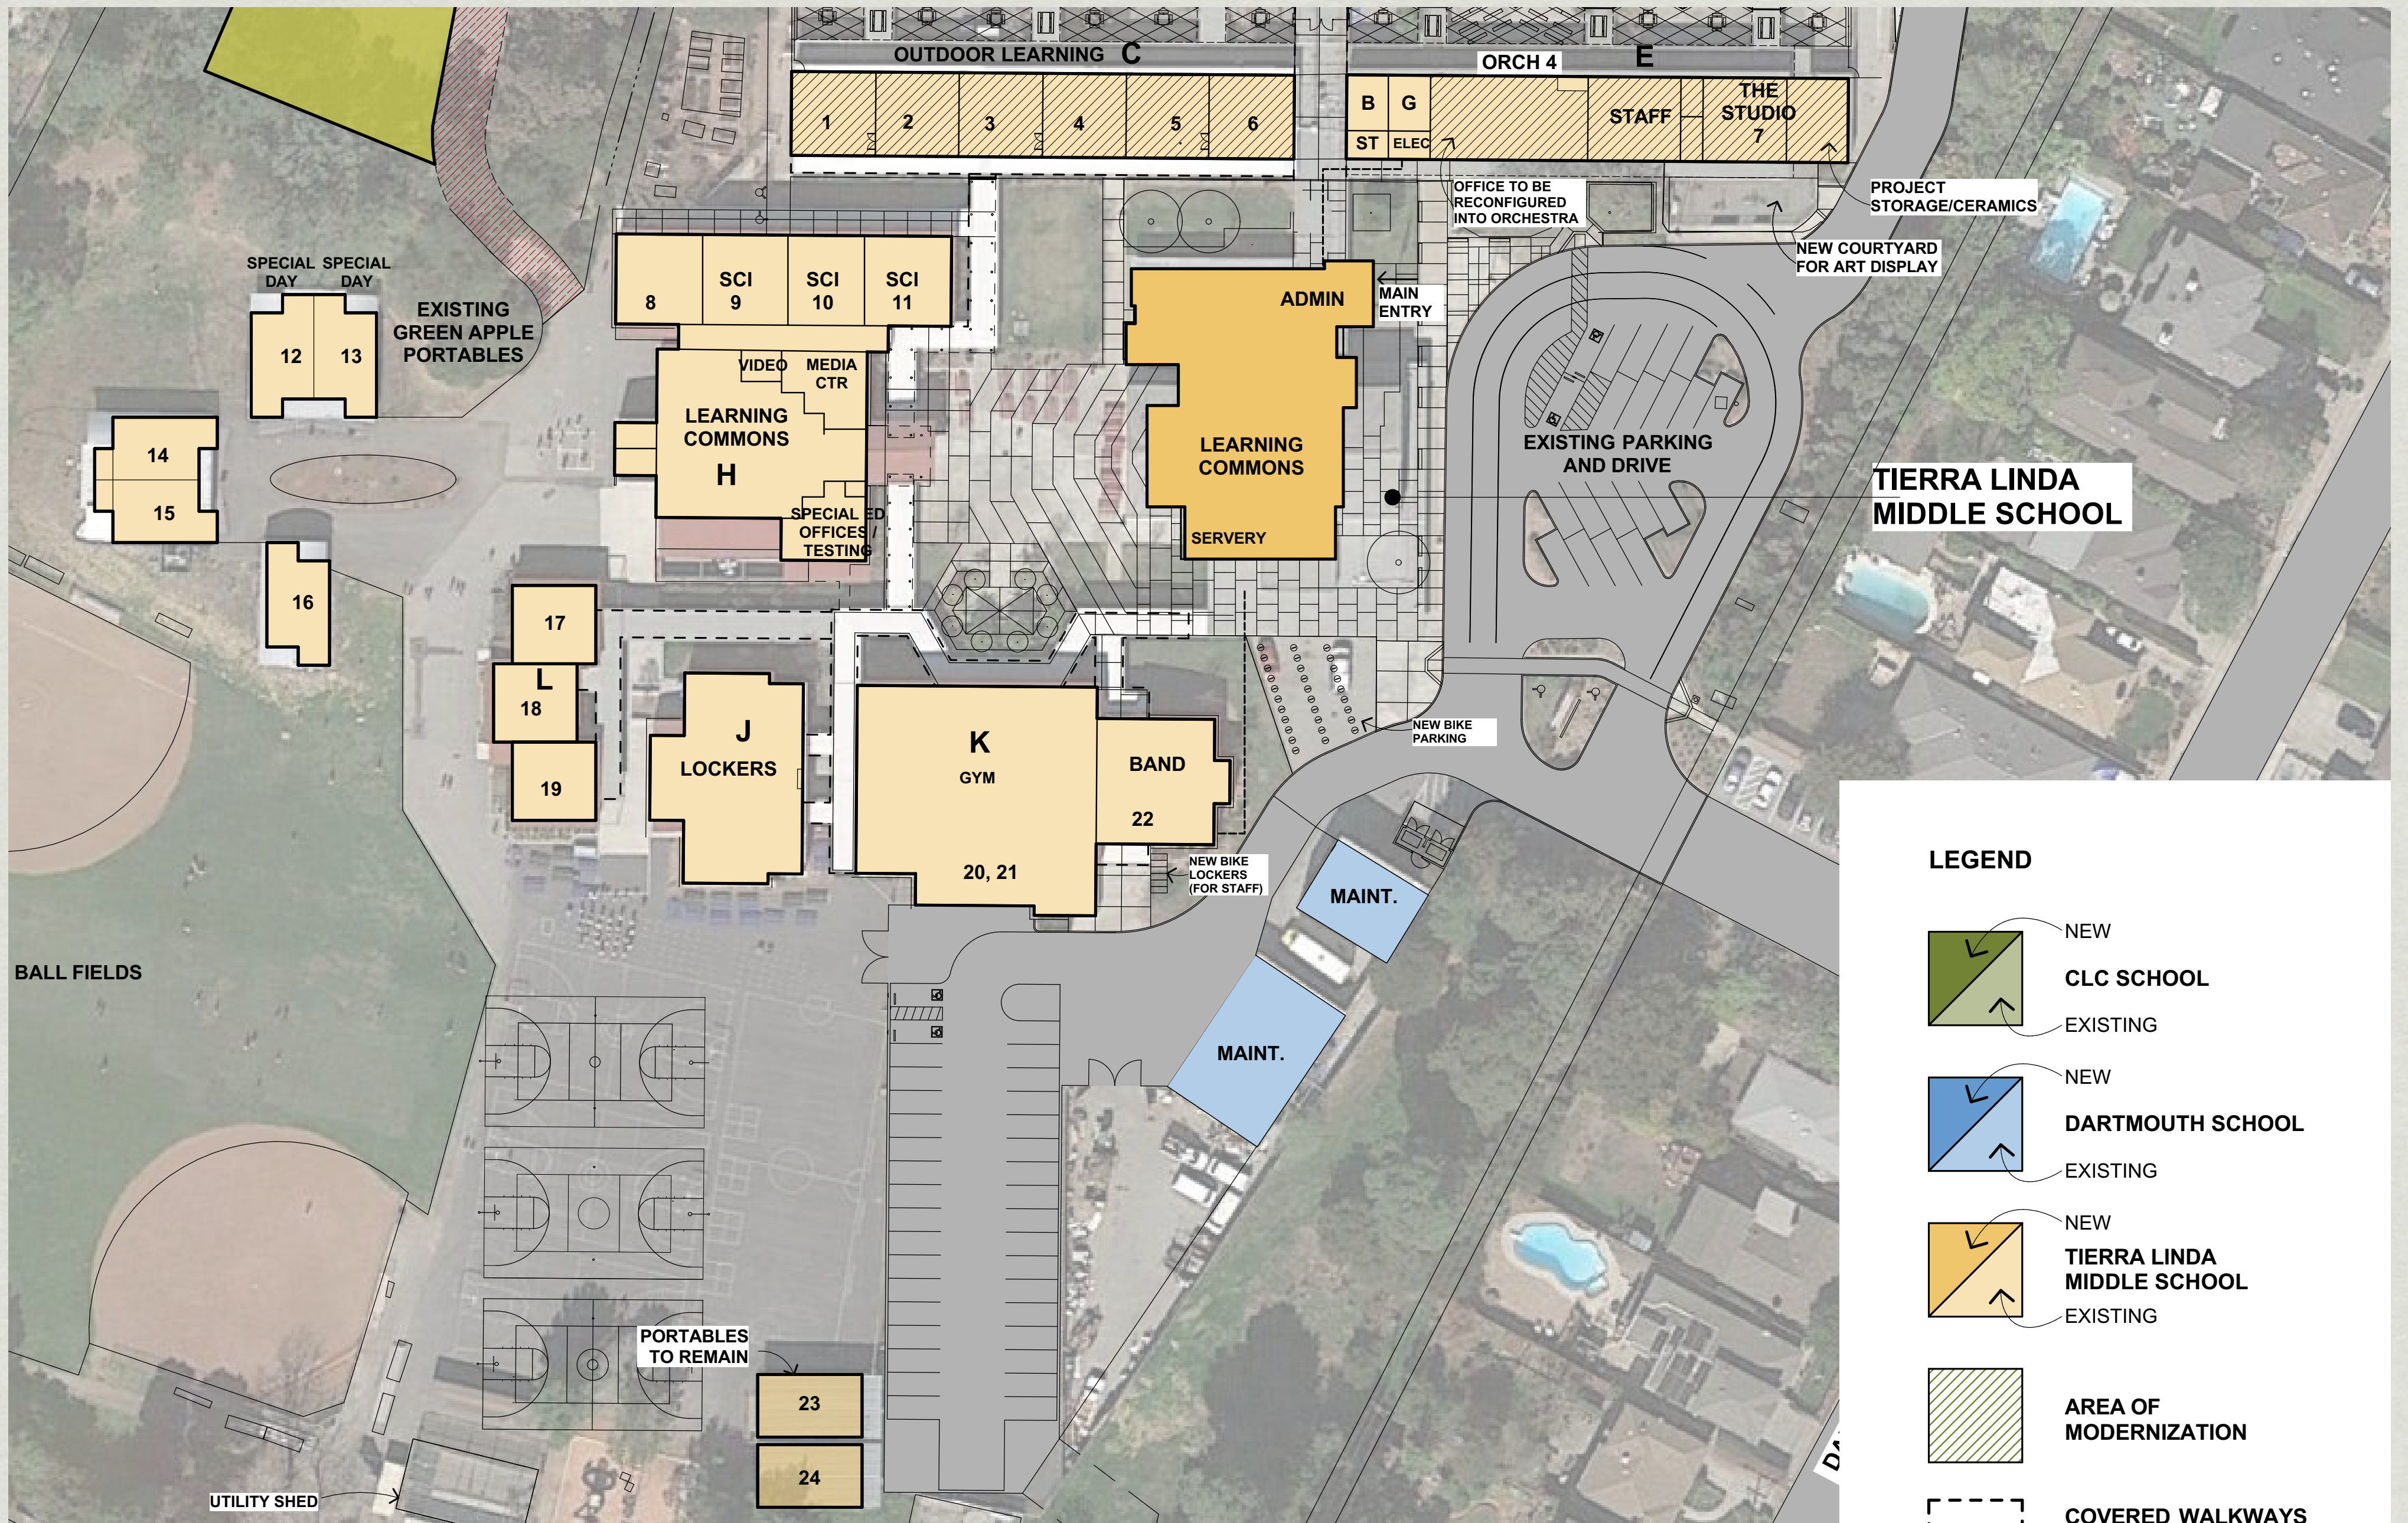 OUTDOOR LEARNING
C
E
ORCH 4
1
2
3
4
5
6
B
G
ST
ELEC
STAFF
THE
STUDIO
7
OFFICE TO BE
RECONFIGURED
INTO ORCHESTRA
PROJECT
STORAGE/CERAMICS
NEW COURTYARD
FOR ART DISPLAY
SPECIAL
DAY
SPECIAL
DAY
EXISTING
GREEN APPLE
PORTABLES
12
13
8
SCI
9
SCI
10
SCI
11
ADMIN
MAIN
ENTRY
VIDEO
MEDIA
CTR
LEARNING
COMMONS
H
SPECIAL ED
OFFICES /
TESTING
LEARNING
COMMONS
SERVERY
EXISTING PARKING
AND DRIVE
TIERRA LINDA
MIDDLE SCHOOL
14
15
16
17
L
18
19
J
LOCKERS
K
GYM
20, 21
BAND
22
NEW BIKE
PARKING
NEW BIKE
LOCKERS
(FOR STAFF)
MAINT.
MAINT.
BALL FIELDS
PORTABLES
TO REMAIN
23
24
UTILITY SHED
LEGEND
NEW
CLC SCHOOL
EXISTING
NEW
DARTMOUTH SCHOOL
EXISTING
NEW
TIERRA LINDA
MIDDLE SCHOOL
EXISTING
AREA OF
MODERNIZATION
COVERED WALKWAYS